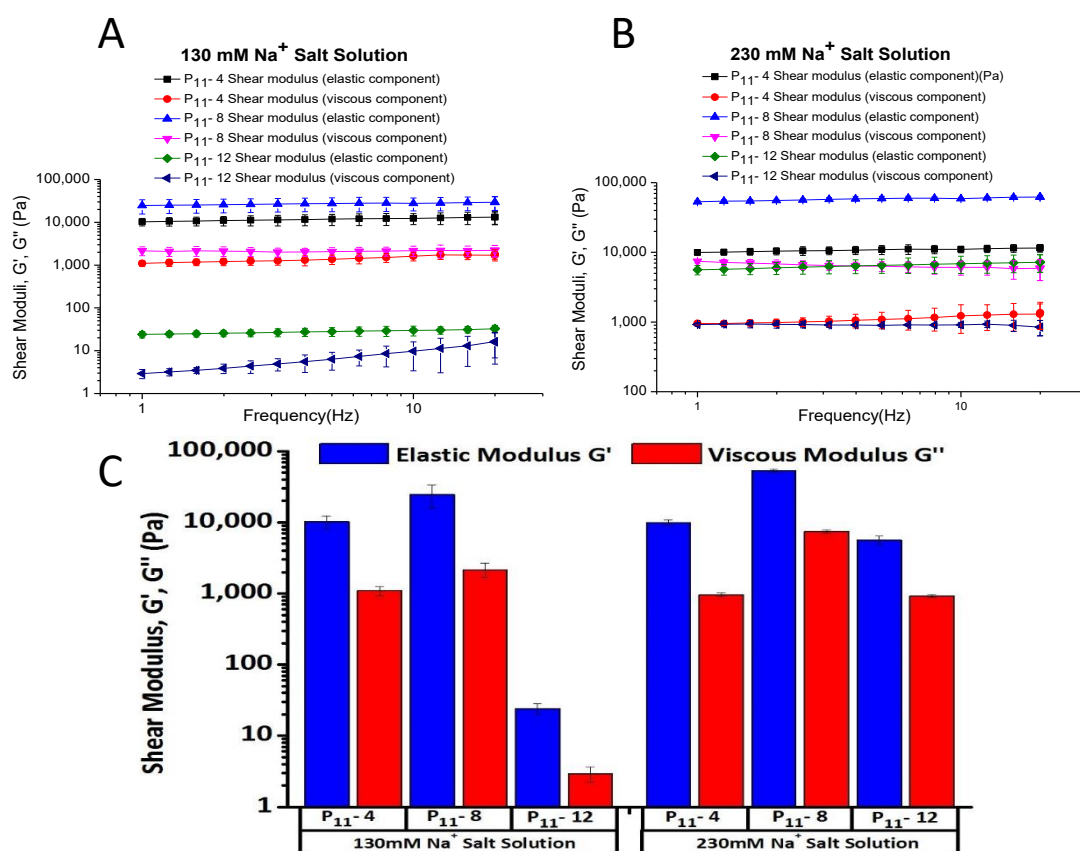 A
130 mM Na⁺ Salt Solution
P₁₁- 4 Shear modulus (elastic component)
P₁₁- 4 Shear modulus (viscous component)
P₁₁- 8 Shear modulus (elastic component)
P₁₁- 8 Shear modulus (viscous component)
P₁₁- 12 Shear modulus (elastic component)
P₁₁- 12 Shear modulus (viscous component)
Shear Moduli, G', G'' (Pa)
100,000
10,000
1,000
100
10
1
1
10
Frequency(Hz)
B
230 mM Na⁺ Salt Solution
P₁₁- 4 Shear modulus (elastic component)(Pa)
P₁₁- 4 Shear modulus (viscous component)
P₁₁- 8 Shear modulus (elastic component)
P₁₁- 8 Shear modulus (viscous component)
P₁₁- 12 Shear modulus (elastic component)
P₁₁- 12 Shear modulus (viscous component)
Shear Moduli, G', G'' (Pa)
100,000
10,000
1,000
100
1
10
Frequency(Hz)
C
Elastic Modulus G'
Viscous Modulus G''
Shear Modulus, G', G'' (Pa)
100,000
10,000
1,000
100
10
1
P₁₁- 4
P₁₁- 8
P₁₁- 12
P₁₁- 4
P₁₁- 8
P₁₁- 12
130mM Na⁺ Salt Solution
230mM Na⁺ Salt Solution